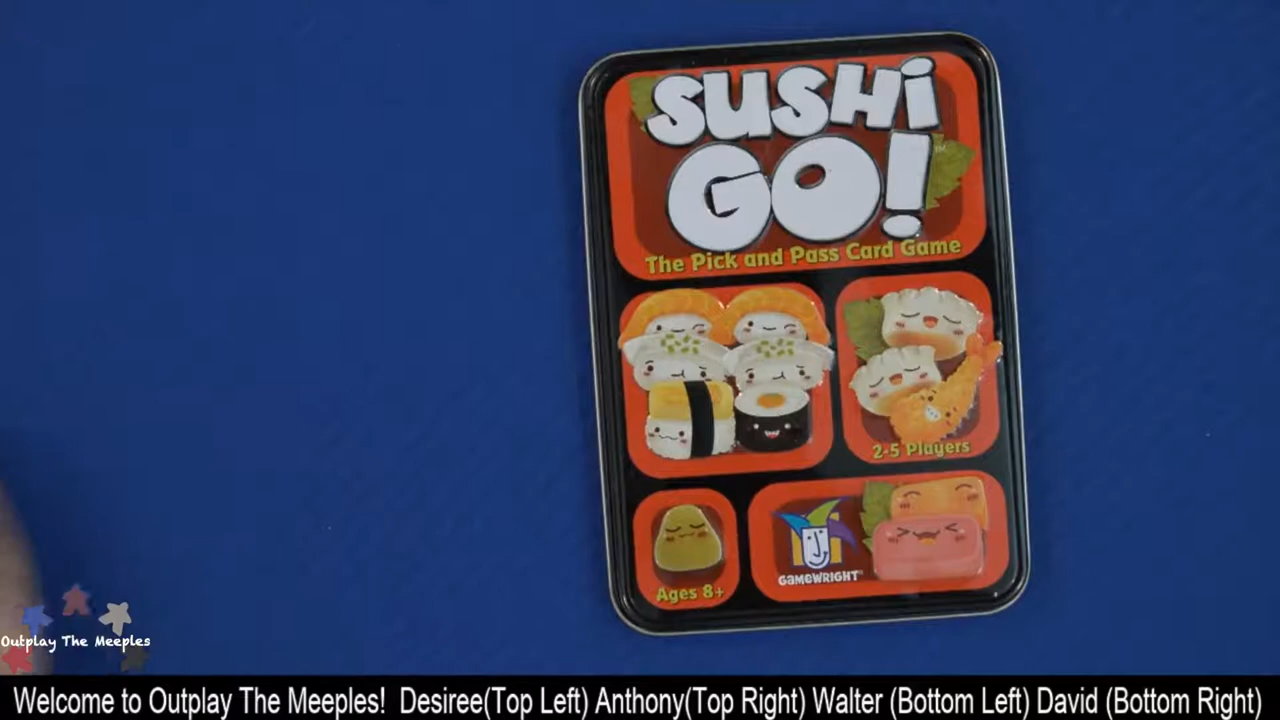 SUSHI
GO!
™
The Pick and Pass Card Game
2-5 Players
Ages 8+
GAMEWRIGHT®
Outplay The Meeples
Welcome to Outplay The Meeples! Desiree(Top Left) Anthony(Top Right) Walter (Bottom Left) David (Bottom Right)